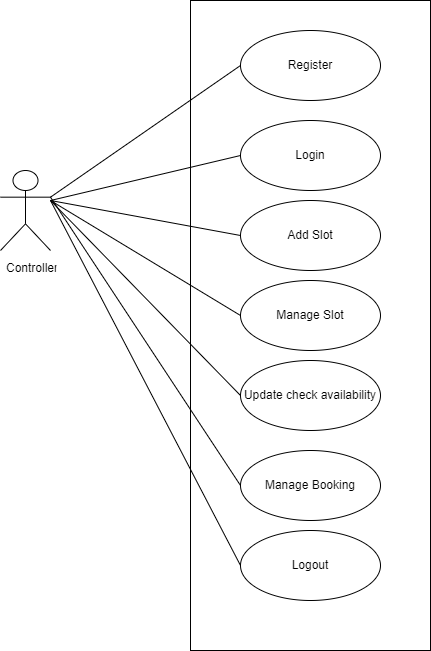 Register
Login
Add Slot
Controller
Manage Slot
Update check availability
Manage Booking
Logout